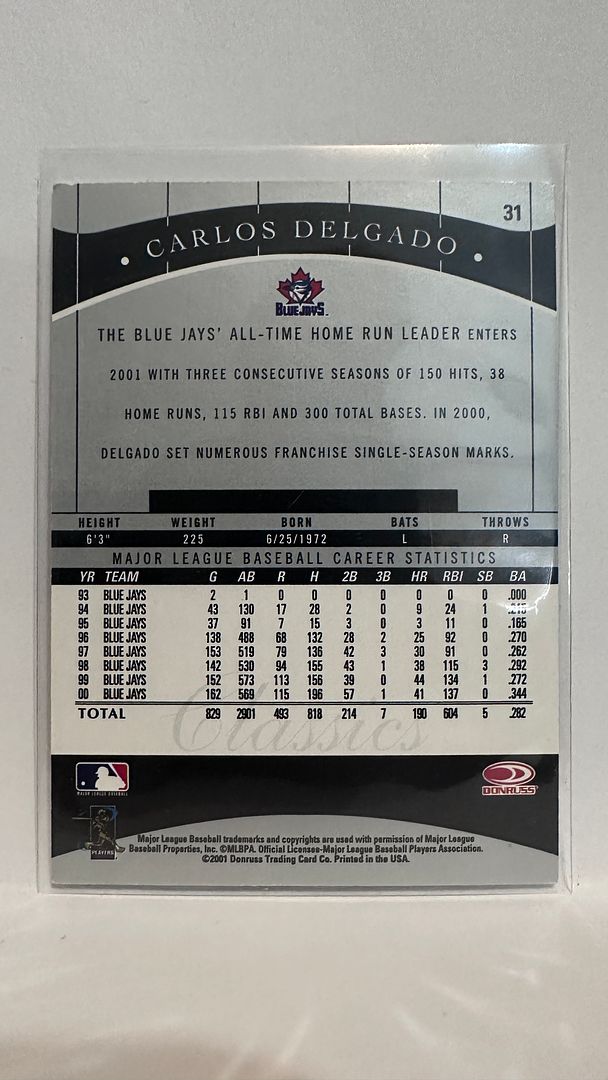 31
• CARLOS DELGADO •
BLUE JAYS
THE BLUE JAYS' ALL-TIME HOME RUN LEADER ENTERS
2001 WITH THREE CONSECUTIVE SEASONS OF 150 HITS, 38
HOME RUNS, 115 RBI AND 300 TOTAL BASES. IN 2000,
DELGADO SET NUMEROUS FRANCHISE SINGLE-SEASON MARKS.
HEIGHT WEIGHT BORN BATS THROWS
6'3" 225 6/25/1972 L R
MAJOR LEAGUE BASEBALL CAREER STATISTICS
YR TEAM G AB R H 2B 3B HR RBI SB BA
93 BLUE JAYS 2 1 0 0 0 0 0 0 0 .000
94 BLUE JAYS 43 130 17 28 2 0 9 24 1 .215
95 BLUE JAYS 37 91 7 15 3 0 3 11 0 .165
96 BLUE JAYS 138 488 68 132 28 2 25 92 0 .270
97 BLUE JAYS 153 519 79 136 42 3 30 91 0 .262
98 BLUE JAYS 142 530 94 155 43 1 38 115 3 .292
99 BLUE JAYS 152 573 113 156 39 0 44 134 1 .272
00 BLUE JAYS 162 569 115 196 57 1 41 137 0 .344
TOTAL 829 2901 493 818 214 7 190 604 5 .282
Classics
MAJOR LEAGUE BASEBALL
DONRUSS
PLAYERS
Major League Baseball trademarks and copyrights are used with permission of Major League
Baseball Properties, Inc. ©MLBPA. Official Licensee-Major League Baseball Players Association.
©2001 Donruss Trading Card Co. Printed in the USA.